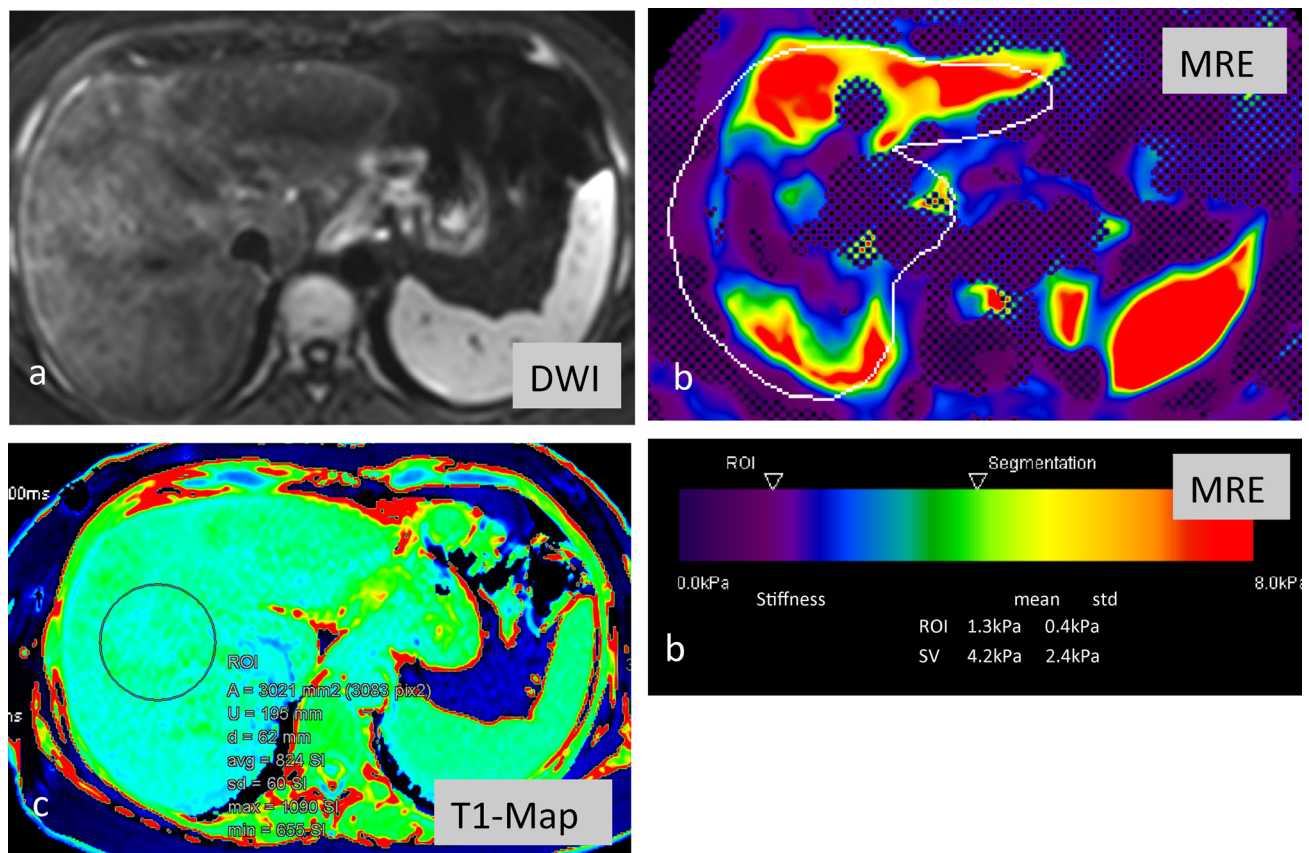 a
DWI
MRE
b
ROI
Segmentation
MRE
0.0kPa
8.0kPa
Stiffness
mean std
ROI 1.3kPa 0.4kPa
SV 4.2kPa 2.4kPa
b
00ms
ROI
A = 3021 mm2 (3083 pix2)
U = 195 mm
d = 62 mm
avg = 824 SI
sd = 60 SI
max = 1090 SI
min = 655 SI
c
T1-Map